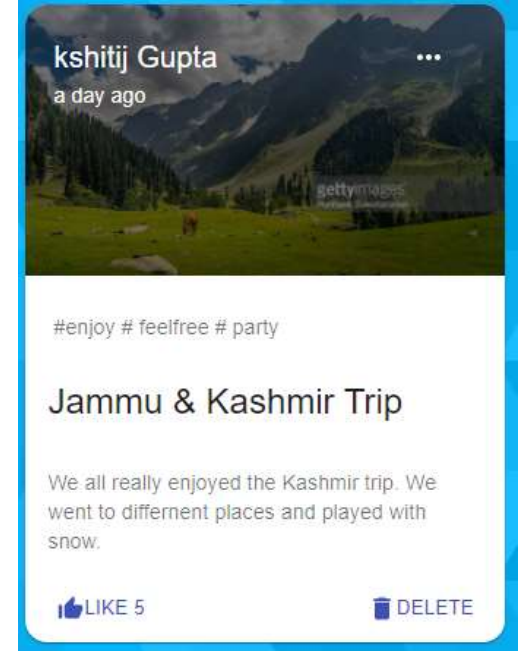 kshitij Gupta
a day ago
gettyimages
#enjoy # feelfree # party
Jammu & Kashmir Trip
We all really enjoyed the Kashmir trip. We
went to differnent places and played with
snow.
LIKE 5
DELETE